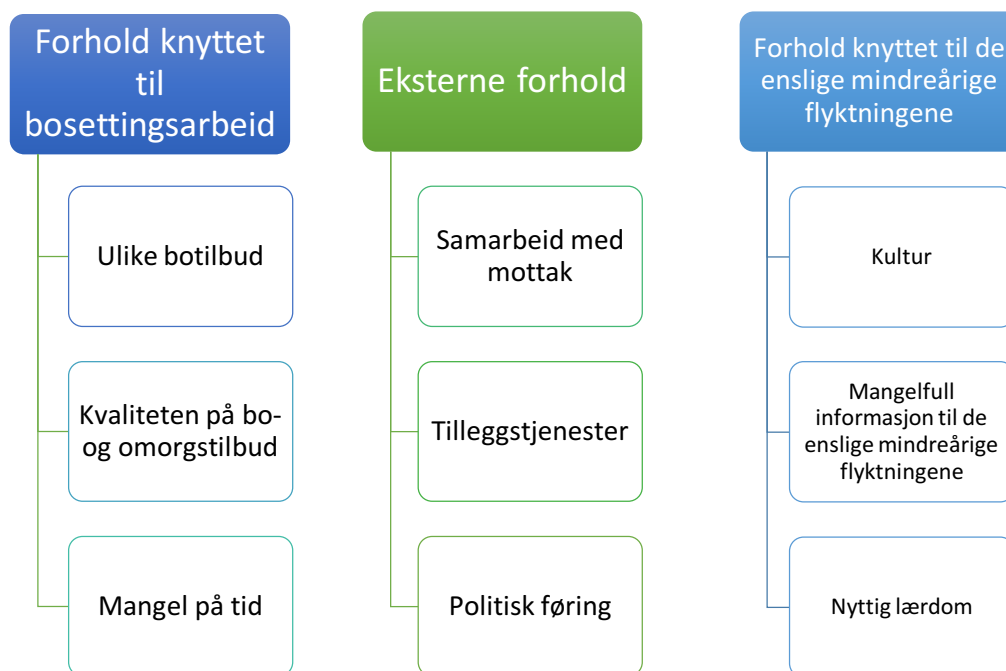 Forhold knyttet
til
bosettingsarbeid
Ulike botilbud
Kvaliteten på bo-
og omorgstilbud
Mangel på tid
Eksterne forhold
Samarbeid med
mottak
Tilleggstjenester
Politisk føring
Forhold knyttet til de
enslige mindreårige
flyktningene
Kultur
Mangelfull
informasjon til de
enslige mindreårige
flyktningene
Nyttig lærdom